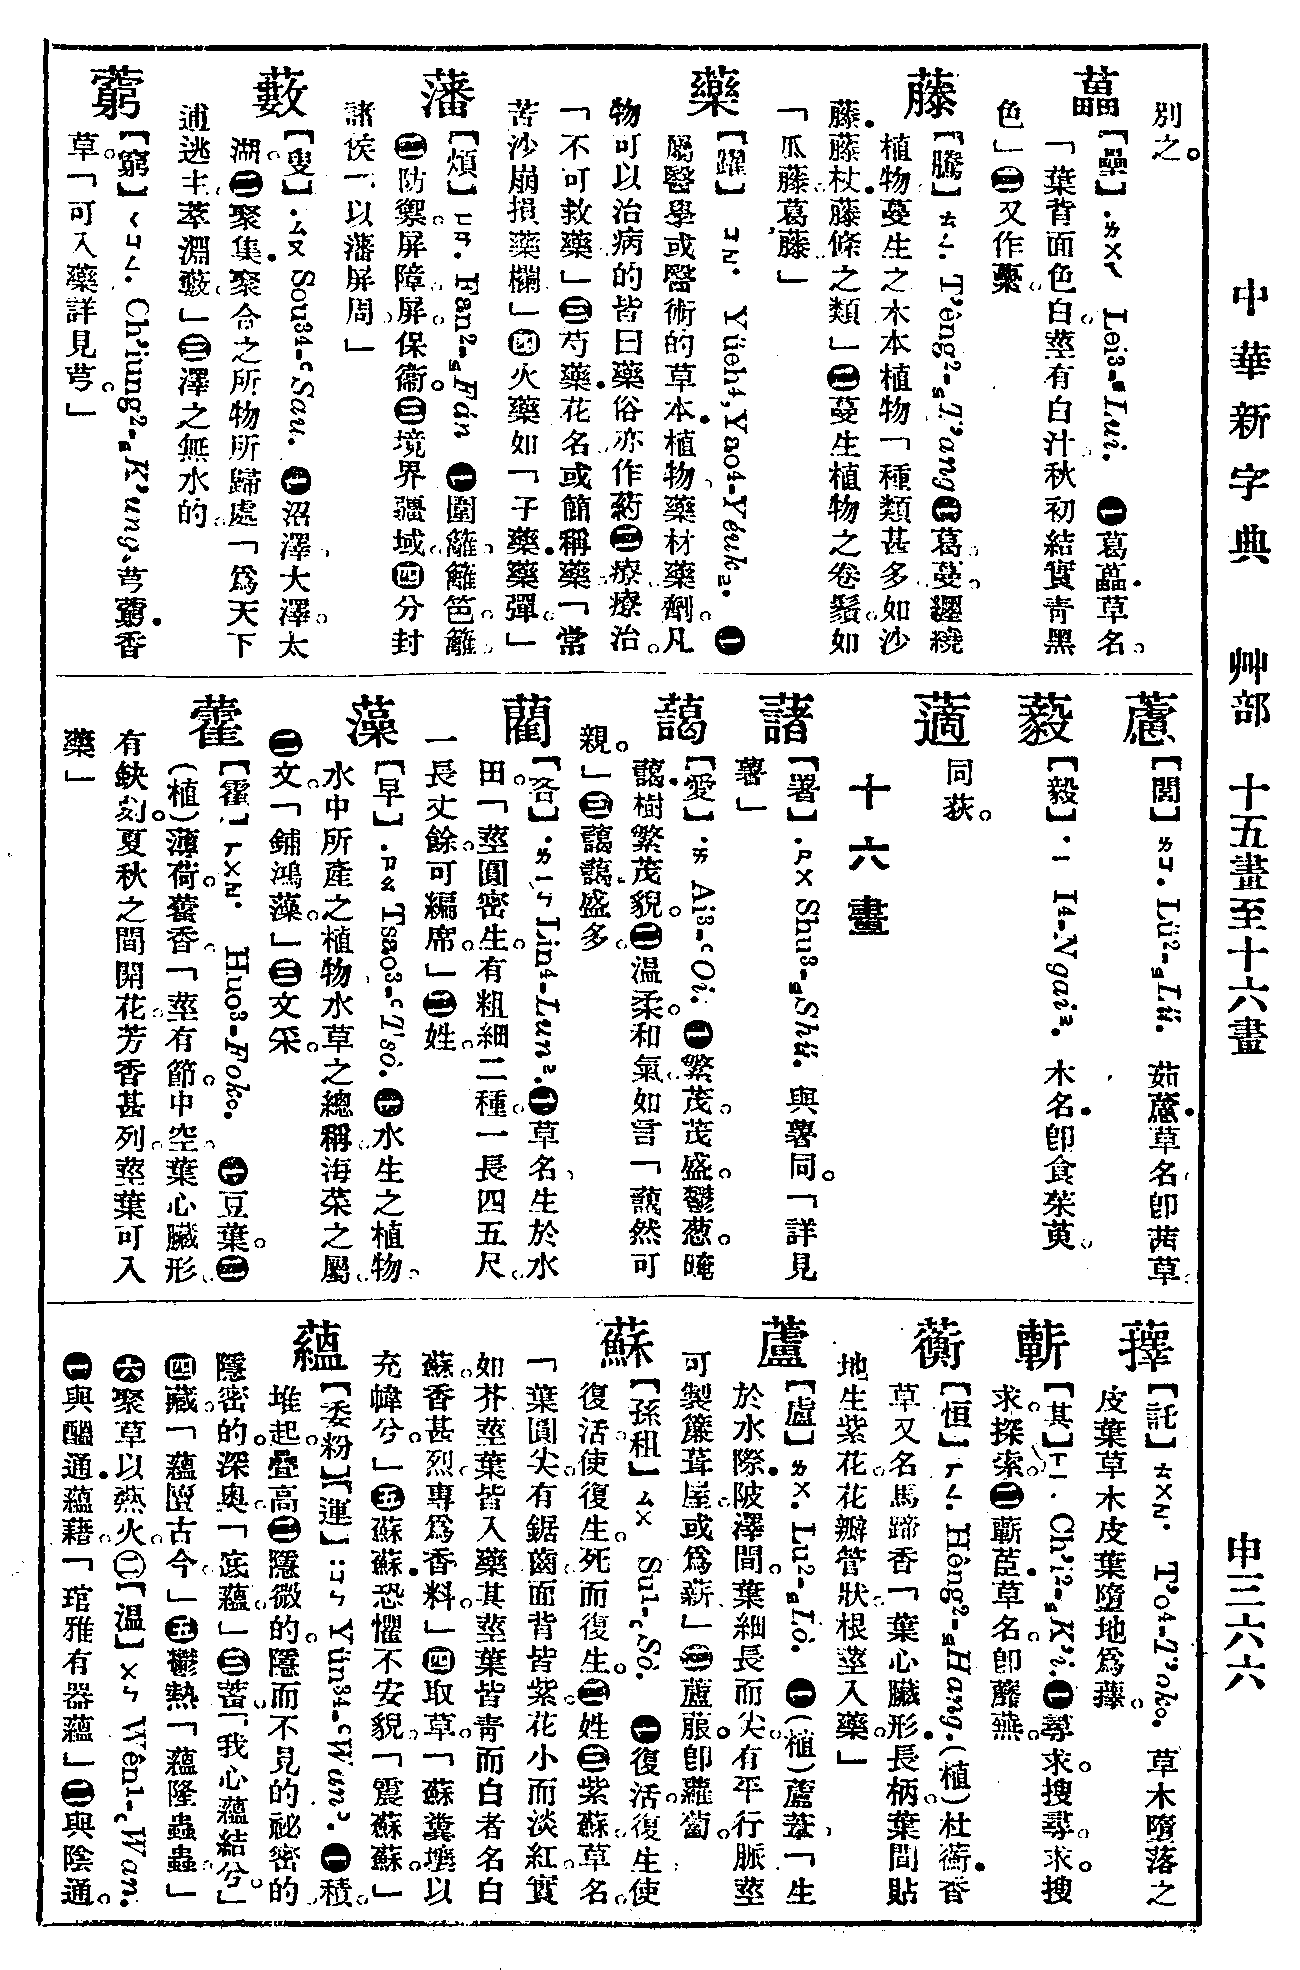 中華新字典　艸部　十五畫至十六畫　申三六六
別之。
藟【壘】.ㄌㄨㄟ Lei³-Lui. ㊀葛藟草名。
「葉背面色白。莖有白汁秋初結實靑黑
色」㊁又作蘽。
藤【騰】ㄊㄥ. T'êng²-T'ang ㊀葛。蔓。纒繞
植物。蔓生之木本植物「種類甚多如沙
藤藤杖。藤條之類」㊁蔓生植物之卷鬚。如
「瓜藤葛藤」
藥【躍】ㄩㄝ. Yüeh⁴, Yao⁴-Yéuk. ㊀
屬醫學或醫術的草本。植物。藥材。藥劑。凡
物可以治病的皆曰藥。俗亦作葯㊁療。療治。
「不可救藥」㊂芍藥花名。或簡稱藥「常
苦沙崩損藥欄」㊃火藥如「子藥。藥彈。」
藩【煩】ㄈㄢ. Fan²-Fán ㊀圍籬。籬笆。籬
㊁防禦。屏障。屏。保衞。㊂境界。疆域。㊃分封
諸侯「以藩屏周」
藪【叟】.ㄙㄡ Sou³⁴-Sau. ㊀沼澤。大澤。太
湖。㊁聚集。聚合之所。物所歸處。「爲天下
逋逃主。萃淵藪」㊂澤之無水的
藭【窮】ㄑㄩㄥ. Ch'iung²-K'ung. 芎藭香
草。「可入藥詳見芎。」
藘【閭】ㄌㄩ. Lü²-Lü. 茹藘草名卽茜草。
藙【毅】.ㄧ I⁴-Ngai². 木名卽食茱萸。
藡 同荻。
十六畫
藷【署】.ㄕㄨ Shu³-Shü. 與薯同。「詳見
薯」
藹【愛】.ㄞ Ai³-Oi. ㊀繁茂。茂盛。鬱葱。晻
藹樹繁茂貌。㊁温柔。和氣。如言「藹然可
親。」㊂藹藹盛多。
藺【吝】.ㄌㄧㄣ Lin⁴-Lun². ㊀草名、生於水
田。「莖圓密生。有粗細二種。一長四五尺。
一長丈餘。可編席。」㊁姓。
藻【早】.ㄗㄠ Tsao³-Tsó. ㊀水生之植物。
水中所產之植物。水草之總稱。海菜之屬。
㊁文。「鋪鴻藻。」㊂文采。
藿【霍】ㄏㄨㄛ. Huo³-Fok. ㊀豆葉。㊁
(植)薄荷。藿香。「莖有節。中空。葉心臟形。
有缺刻。夏秋之間開花。芳香甚列。莖葉可入
藥」
蘀【託】ㄊㄨㄛ. T'o⁴-T'ok. 草木墮落之
皮葉草木皮葉墮地爲蘀。
蘄【其】ㄑㄧ. Ch'i²-K'i. ㊀尋求。搜尋。求。搜
求。探索。㊁蘄茞草名。卽蘼蕪。
蘅【恒】ㄏㄥ. Hêng²-Hang. (植)杜蘅香
草又名馬蹄香「葉心臟形。長柄。葉間貼
地生紫花。花瓣管狀。根莖入藥。」
蘆【盧】ㄌㄨ. Lu²-Ló. ㊀(植)蘆葦、「生
於水際。陂澤間。葉細長而尖。有平行脈莖
可製簾。葺屋。或爲薪」㊁蘆菔卽蘿蔔。
蘇【孫租】ㄙㄨ Su¹-Só. ㊀復活。復生。使
復活。使復生。死而復生。㊁姓。㊂紫蘇。草名。
「葉圓尖。有鋸齒。面背皆紫。花小而淡紅。實
如芥。莖葉皆入藥。其莖葉皆靑而白者名白
蘇。香甚烈。專爲香料。」㊃取草。「蘇糞壤以
充幃兮。」㊄蘇蘇恐懼不安貌。「震蘇蘇。」
蘊【委粉】【運】:ㄩㄣ Yün³⁴-Wan. ㊀積。
堆起。疊高。㊁隱微的。隱而不見的。祕密的。
隱密的。深奧。「底蘊。」㊂蓄。「我心蘊結兮。」
㊃藏。「蘊匵古今。」㊄鬱熱「蘊隆蟲蟲。」
㊅聚草以爇火。㈡【温】ㄨㄣ Wên¹-Wan.
㊀與醞通。蘊藉。「琯雅有器蘊」㊁與陰通。